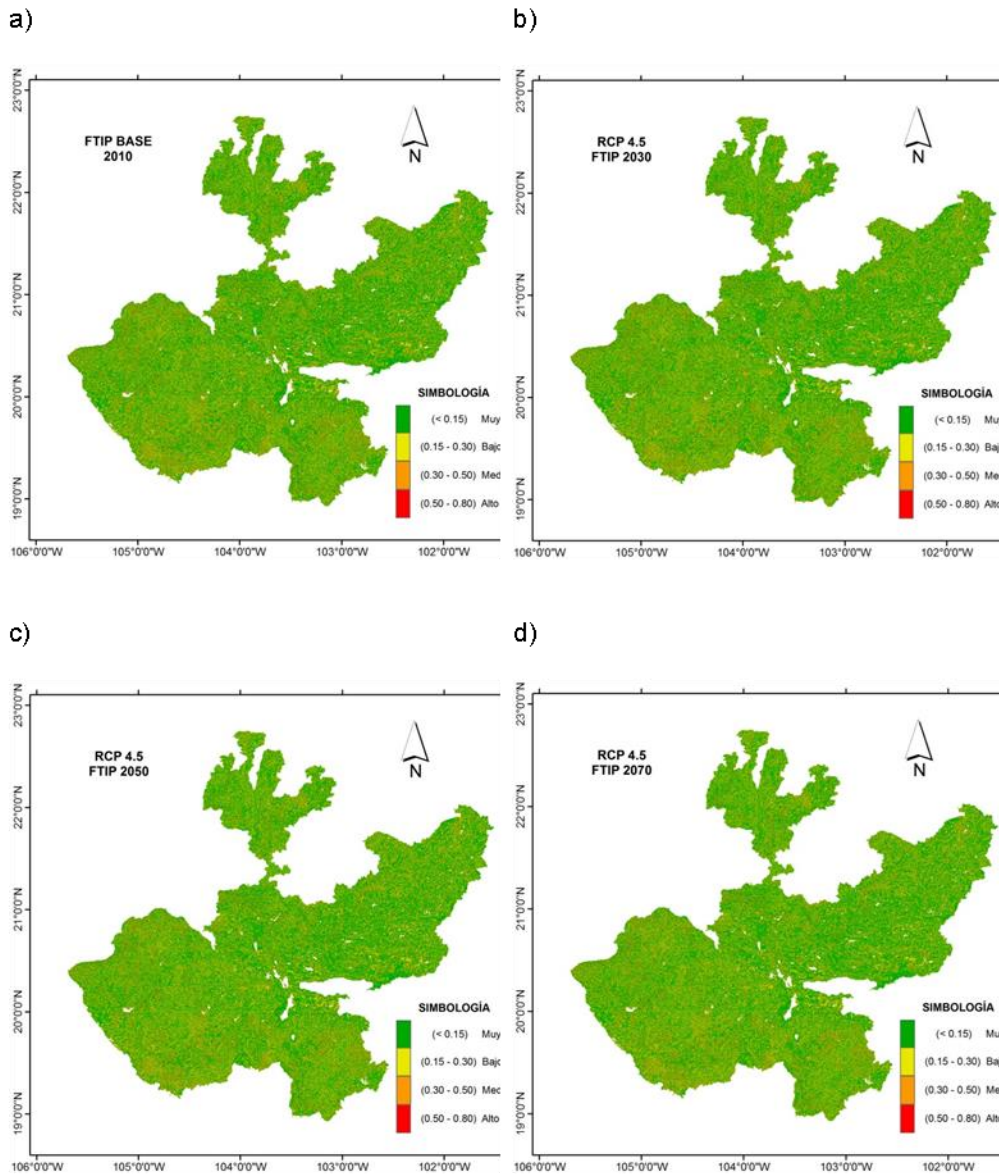 a)
23°0'0"N
22°0'0"N
21°0'0"N
20°0'0"N
19°0'0"N
FTIP BASE
2010
N
SIMBOLOGÍA
(< 0.15) Muy
(0.15 - 0.30) Bajo
(0.30 - 0.50) Med
(0.50 - 0.80) Alto
106°0'0"W 105°0'0"W 104°0'0"W 103°0'0"W 102°0'0"W
b)
23°0'0"N
22°0'0"N
21°0'0"N
20°0'0"N
19°0'0"N
RCP 4.5
FTIP 2030
N
SIMBOLOGÍA
(< 0.15) Mu
(0.15 - 0.30) Baj
(0.30 - 0.50) Me
(0.50 - 0.80) Alto
106°0'0"W 105°0'0"W 104°0'0"W 103°0'0"W 102°0'0"W
c)
23°0'0"N
22°0'0"N
21°0'0"N
20°0'0"N
19°0'0"N
RCP 4.5
FTIP 2050
N
SIMBOLOGÍA
(< 0.15) Muy
(0.15 - 0.30) Bajo
(0.30 - 0.50) Med
(0.50 - 0.80) Alto
106°0'0"W 105°0'0"W 104°0'0"W 103°0'0"W 102°0'0"W
d)
23°0'0"N
22°0'0"N
21°0'0"N
20°0'0"N
19°0'0"N
RCP 4.5
FTIP 2070
N
SIMBOLOGÍA
(< 0.15) Mu
(0.15 - 0.30) Baj
(0.30 - 0.50) Me
(0.50 - 0.80) Alto
106°0'0"W 105°0'0"W 104°0'0"W 103°0'0"W 102°0'0"W